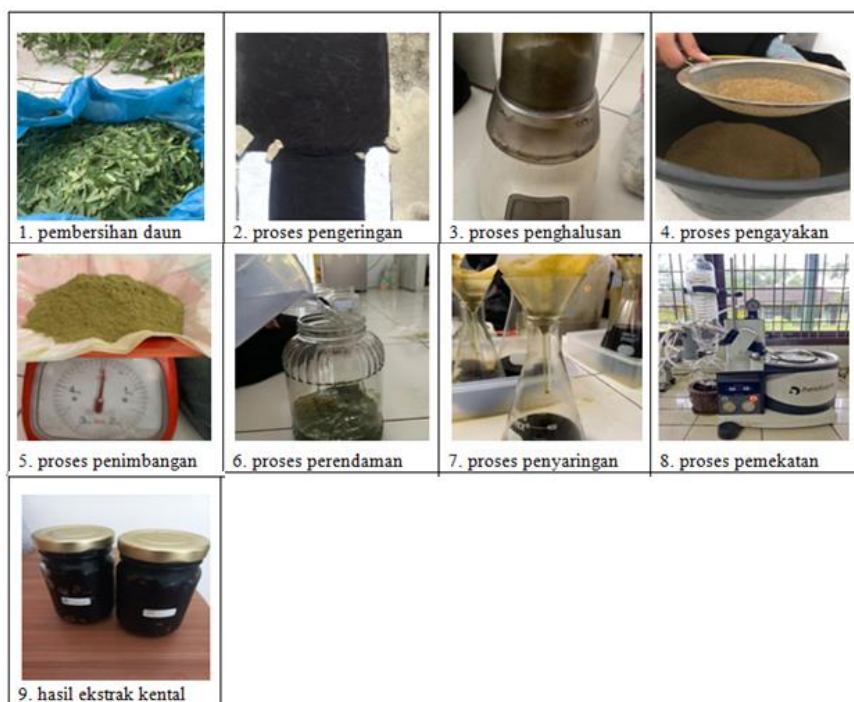 1. pembersihan daun
2. proses pengeringan
3. proses penghalusan
4. proses pengayakan
5. proses penimbangan
6. proses perendaman
7. proses penyaringan
8. proses pemekatan
9. hasil ekstrak kental